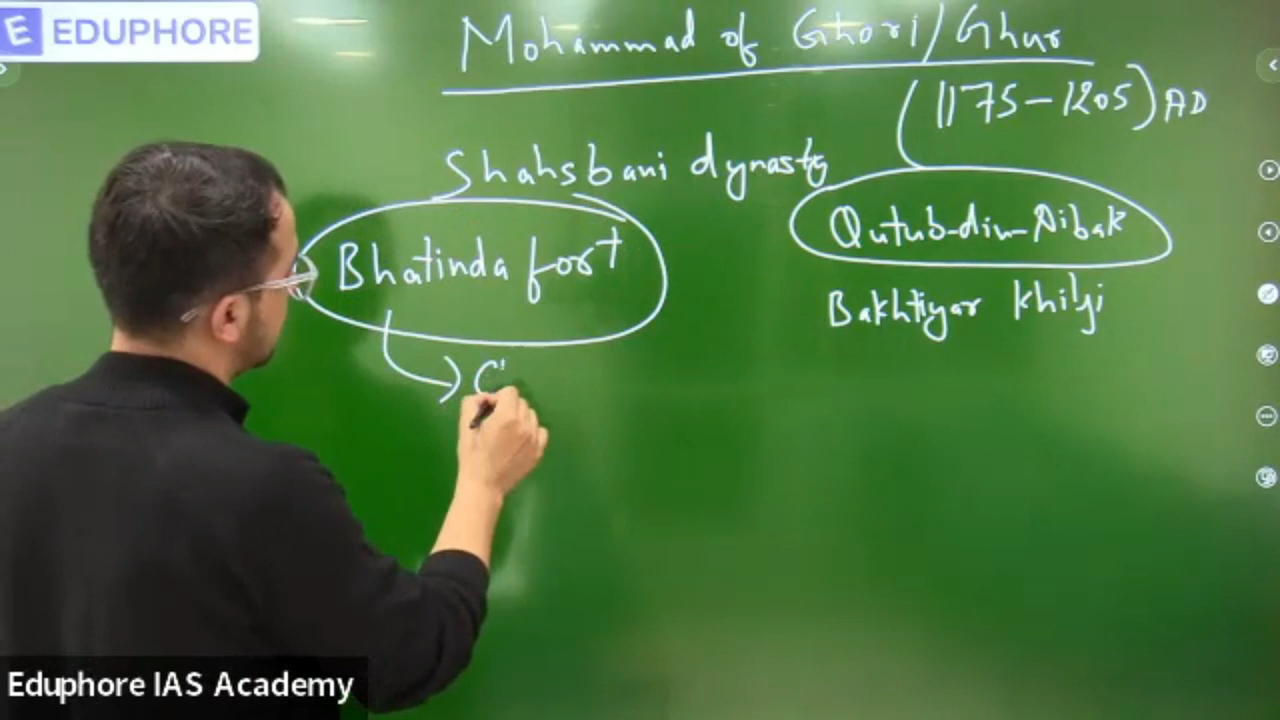 EDUPHORE
Mohammad of Ghori/Ghur
(1175-1205) AD
Shahsbani dynasty
Qutub-din-Aibak
Bhatinda fort
Bakhtiyar Khilji
Eduphore IAS Academy